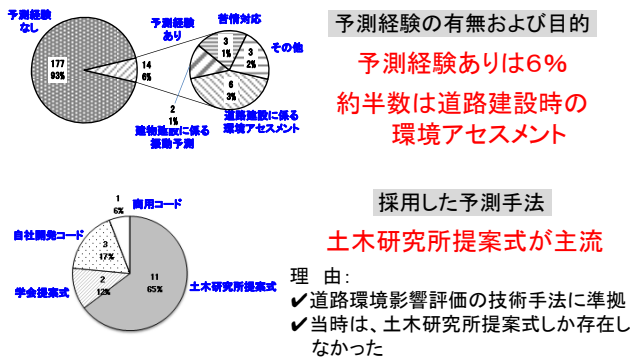 予測経験
なし
177
93%
予測経験
あり
14
6%
苦情対応
3
1%
その他
3
2%
6
3%
2
1%
建物建設に係る
振動予測
道路建設に係る
環境アセスメント
予測経験の有無および目的
予測経験ありは6%
約半数は道路建設時の
環境アセスメント
1
6%
商用コード
自社開発コード
3
17%
2
12%
学会提案式
11
65%
土木研究所提案式
採用した予測手法
土木研究所提案式が主流
理 由:
✔道路環境影響評価の技術手法に準拠
✔当時は、土木研究所提案式しか存在し
なかった